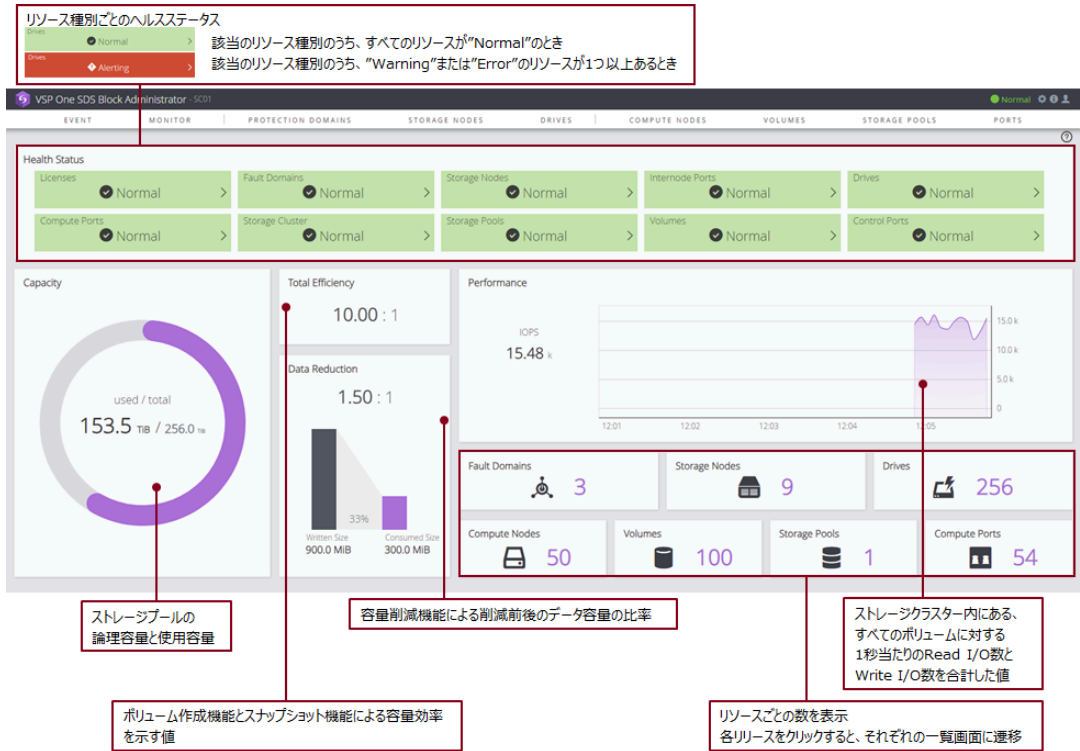 リソース種別ごとのヘルスステータス
Drives
Normal
該当のリソース種別のうち、すべてのリソースが”Normal”のとき
Drives
Alerting
該当のリソース種別のうち、”Warning”または”Error”のリソースが1つ以上あるとき
VSP One SDS Block Administrator - SC01
Normal
EVENT MONITOR PROTECTION DOMAINS STORAGE NODES DRIVES COMPUTE NODES VOLUMES STORAGE POOLS PORTS
Health Status
Licenses Fault Domains Storage Nodes Internode Ports Drives
Normal Normal Normal Normal Normal
Compute Ports Storage Cluster Storage Pools Volumes Control Ports
Normal Normal Normal Normal Normal
Capacity
used / total
153.5 TiB / 256.0 TiB
Total Efficiency
10.00 : 1
Data Reduction
1.50 : 1
33%
Written Size Consumed Size
900.0 MiB 300.0 MiB
Performance
IOPS
15.48 k
15.0 k
10.0 k
5.0 k
0
12:01 12:02 12:03 12:04 12:05
Fault Domains Storage Nodes Drives
3 9 256
Compute Nodes Volumes Storage Pools Compute Ports
50 100 1 54
ストレージプールの
論理容量と使用容量
容量削減機能による削減前後のデータ容量の比率
ストレージクラスター内にある、
すべてのボリュームに対する
1秒当たりのRead I/O数と
Write I/O数を合計した値
ボリューム作成機能とスナップショット機能による容量効率
を示す値
リソースごとの数を表示
各リリースをクリックすると、それぞれの一覧画面に遷移